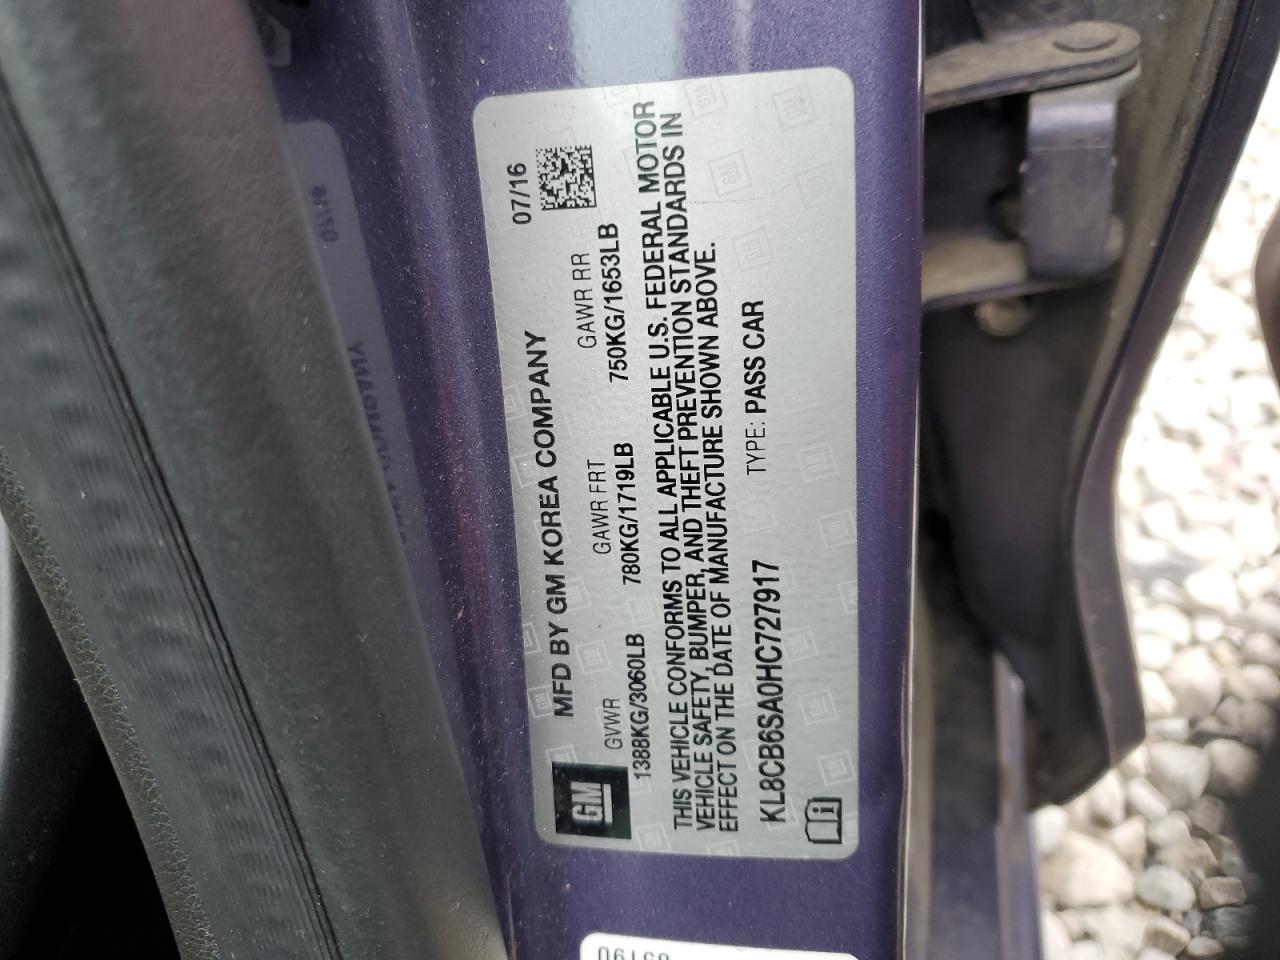 MFD BY GM KOREA COMPANY 07/16
GM
GVWR GAWR FRT GAWR RR
1388KG/3060LB 780KG/1719LB 750KG/1653LB
THIS VEHICLE CONFORMS TO ALL APPLICABLE U.S. FEDERAL MOTOR
VEHICLE SAFETY, BUMPER, AND THEFT PREVENTION STANDARDS IN
EFFECT ON THE DATE OF MANUFACTURE SHOWN ABOVE.
KL8CB6SA0HC727917 TYPE: PASS CAR